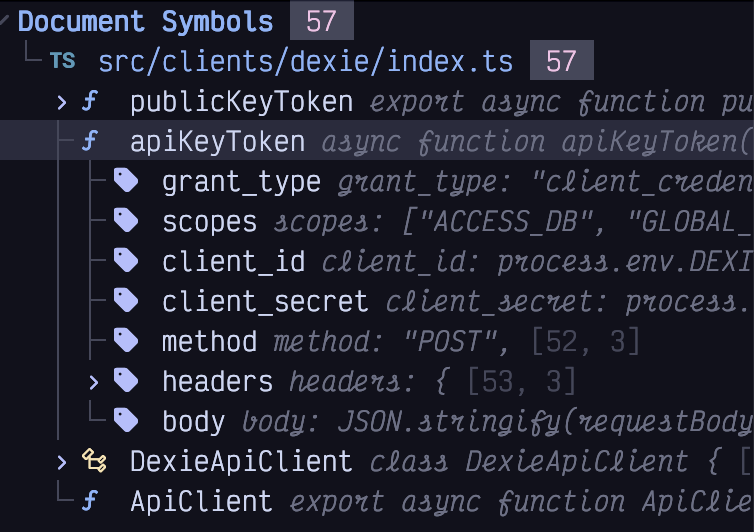 Document Symbols 57
TS src/clients/dexie/index.ts 57
publicKeyToken export async function pu
apiKeyToken async function apiKeyToken(
grant_type grant_type: "client_creden
scopes scopes: ["ACCESS_DB", "GLOBAL_
client_id client_id: process.env.DEXI
client_secret client_secret: process.
method method: "POST", [52, 3]
headers headers: { [53, 3]
body body: JSON.stringify(requestBody
DexieApiClient class DexieApiClient { [
ApiClient export async function ApiClie